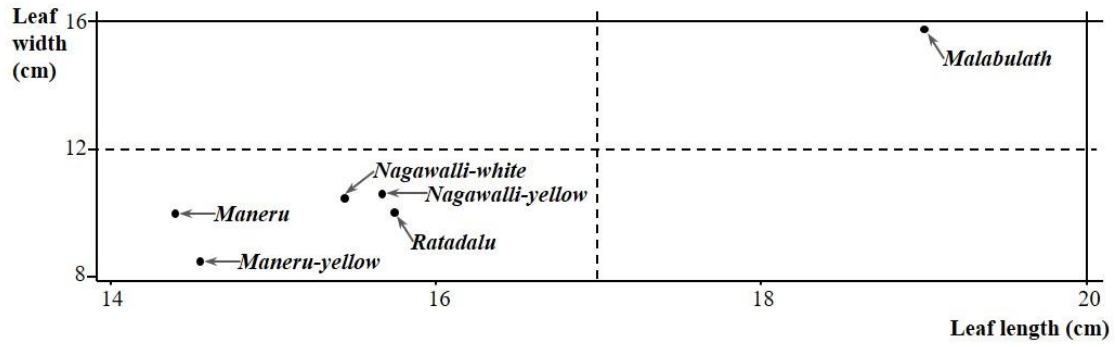 Leaf
width
(cm)
16
12
8
Malabulath
Nagawalli-white
Nagawalli-yellow
Maneru
Ratadalu
Maneru-yellow
14
16
18
20
Leaf length (cm)